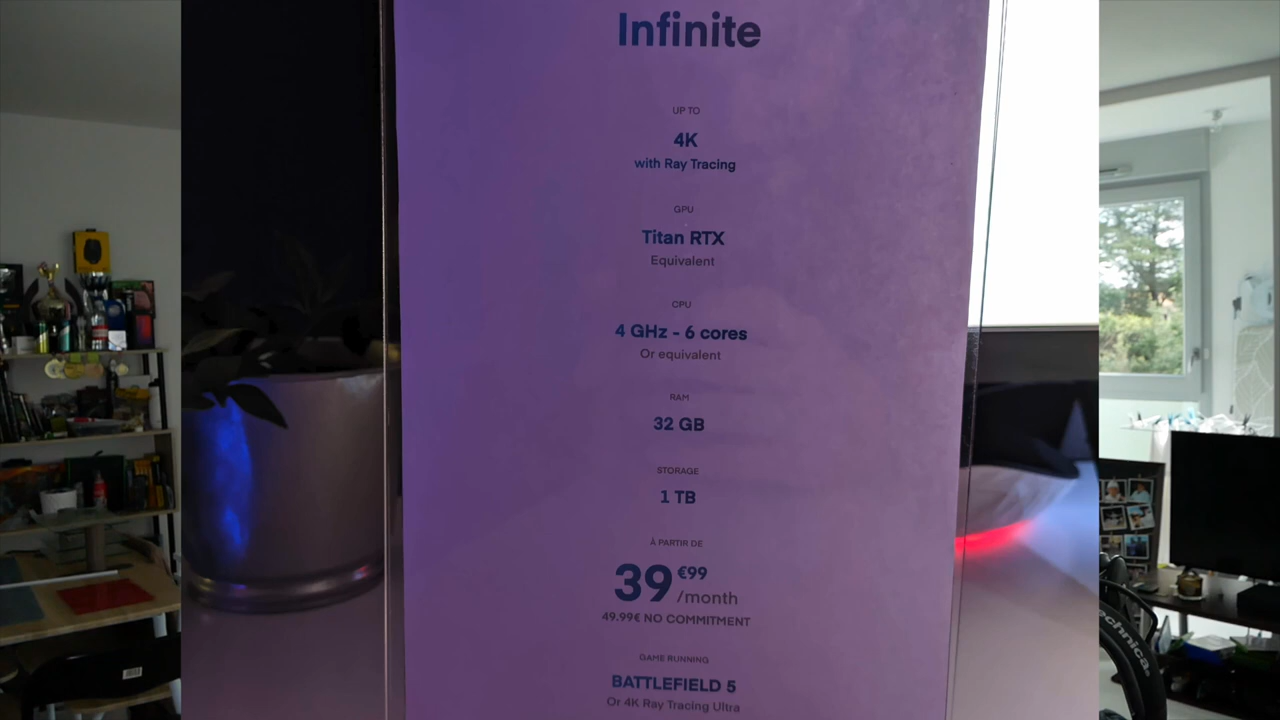 Infinite
UP TO
4K
with Ray Tracing
GPU
Titan RTX
Equivalent
CPU
4 GHz - 6 cores
Or equivalent
RAM
32 GB
STORAGE
1 TB
À PARTIR DE
39 €99
/month
49.99€ NO COMMITMENT
GAME RUNNING
BATTLEFIELD 5
Or 4K Ray Tracing Ultra